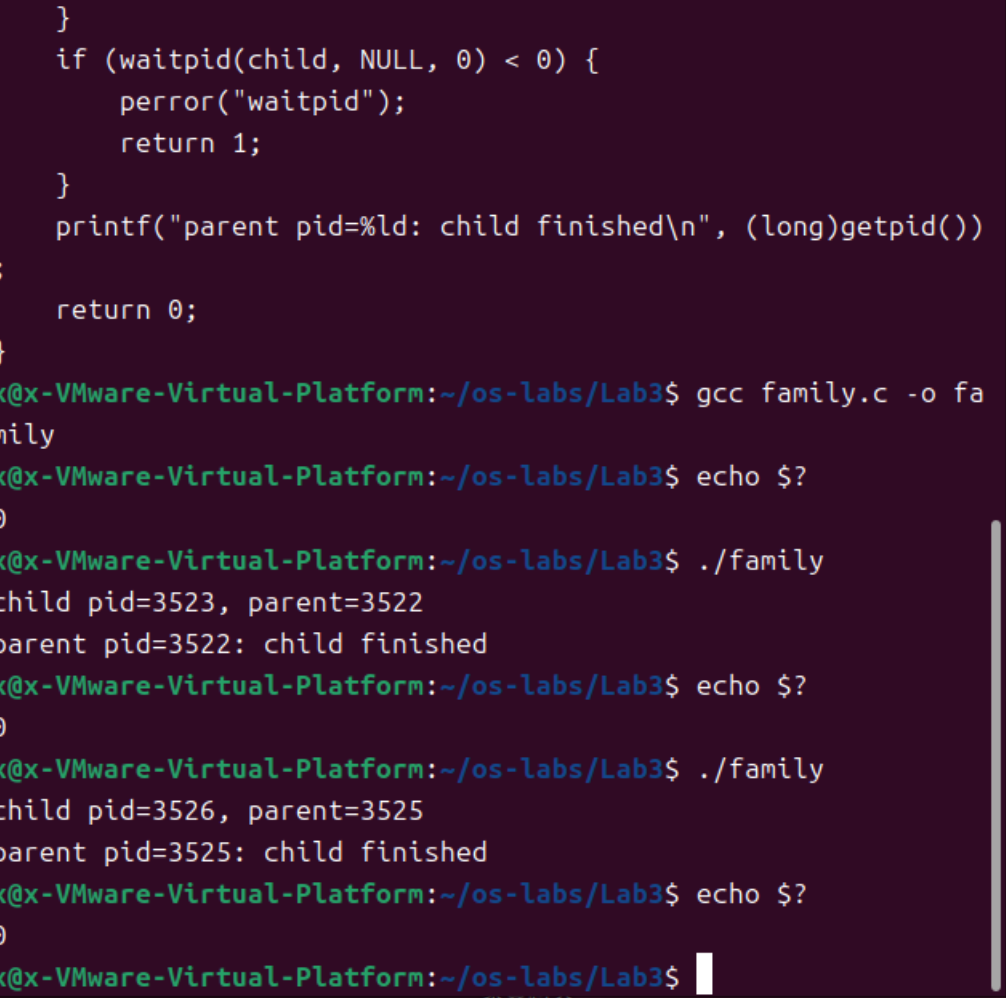 }
    if (waitpid(child, NULL, 0) < 0) {
        perror("waitpid");
        return 1;
    }
    printf("parent pid=%ld: child finished\n", (long)getpid())
;
    return 0;
}
x@x-VMware-Virtual-Platform:~/os-labs/Lab3$ gcc family.c -o fa
mily
x@x-VMware-Virtual-Platform:~/os-labs/Lab3$ echo $?
0
x@x-VMware-Virtual-Platform:~/os-labs/Lab3$ ./family
child pid=3523, parent=3522
parent pid=3522: child finished
x@x-VMware-Virtual-Platform:~/os-labs/Lab3$ echo $?
0
x@x-VMware-Virtual-Platform:~/os-labs/Lab3$ ./family
child pid=3526, parent=3525
parent pid=3525: child finished
x@x-VMware-Virtual-Platform:~/os-labs/Lab3$ echo $?
0
x@x-VMware-Virtual-Platform:~/os-labs/Lab3$